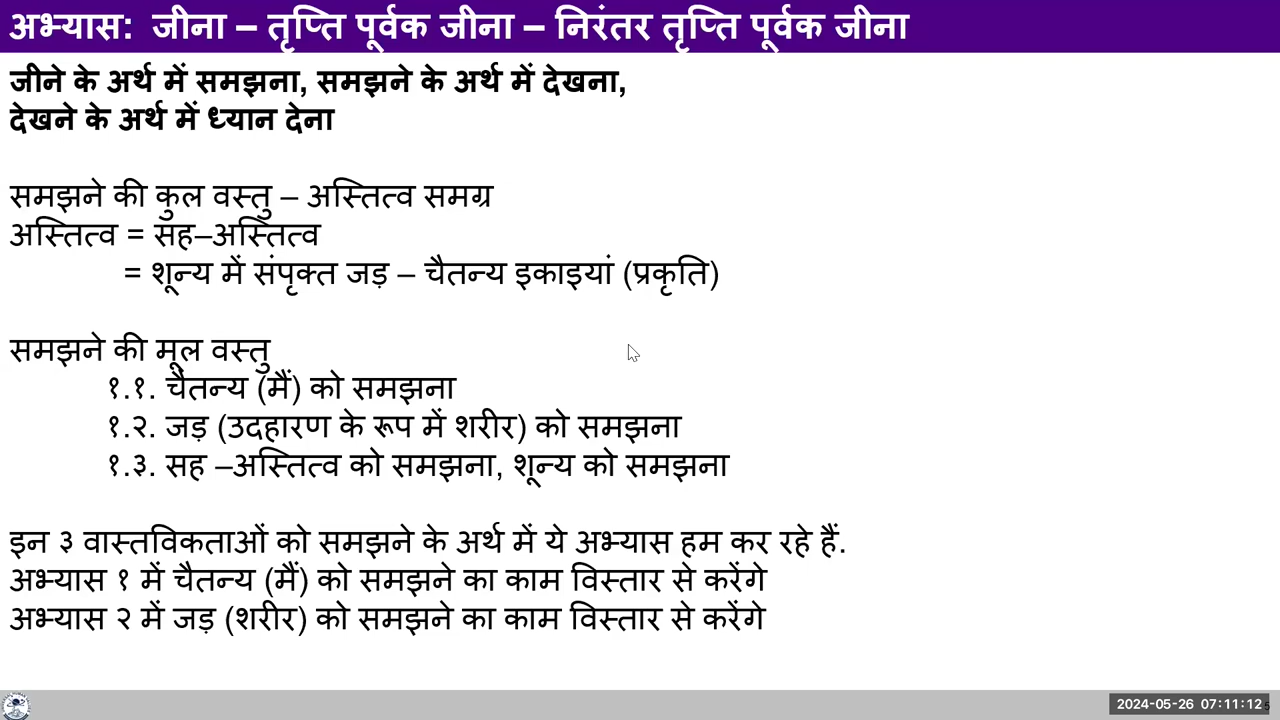 अभ्यास: जीना – तृप्ति पूर्वक जीना – निरंतर तृप्ति पूर्वक जीना
जीने के अर्थ में समझना, समझने के अर्थ में देखना,
देखने के अर्थ में ध्यान देना
समझने की कुल वस्तु – अस्तित्व समग्र
अस्तित्व = सह–अस्तित्व
= शून्य में संपृक्त जड़ – चैतन्य इकाइयां (प्रकृति)
समझने की मूल वस्तु
१.१. चैतन्य (मैं) को समझना
१.२. जड़ (उदहारण के रूप में शरीर) को समझना
१.३. सह –अस्तित्व को समझना, शून्य को समझना
इन ३ वास्तविकताओं को समझने के अर्थ में ये अभ्यास हम कर रहे हैं.
अभ्यास १ में चैतन्य (मैं) को समझने का काम विस्तार से करेंगे
अभ्यास २ में जड़ (शरीर) को समझने का काम विस्तार से करेंगे
2024-05-26 07:11:12
5